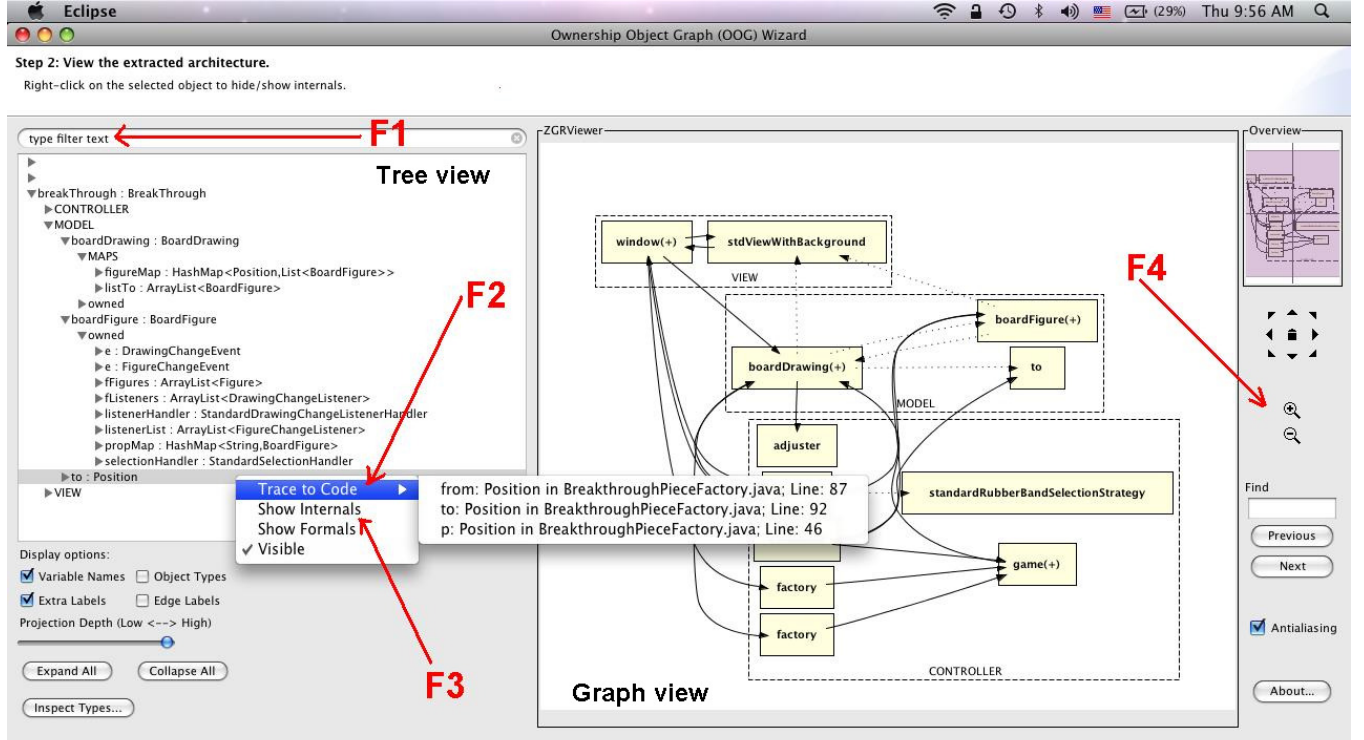 Eclipse
(29%) Thu 9:56 AM
Ownership Object Graph (OOG) Wizard
Step 2: View the extracted architecture.
Right-click on the selected object to hide/show internals.
type filter text
F1
Tree view
breakThrough : BreakThrough
CONTROLLER
MODEL
boardDrawing : BoardDrawing
MAPS
figureMap : HashMap<Position,List<BoardFigure>>
listTo : ArrayList<BoardFigure>
owned
boardFigure : BoardFigure
owned
e : DrawingChangeEvent
e : FigureChangeEvent
fFigures : ArrayList<Figure>
fListeners : ArrayList<DrawingChangeListener>
listenerHandler : StandardDrawingChangeListenerHandler
listenerList : ArrayList<FigureChangeListener>
propMap : HashMap<String,BoardFigure>
selectionHandler : StandardSelectionHandler
to : Position
VIEW
F2
Trace to Code
Show Internals
Show Formals
Visible
from: Position in BreakthroughPieceFactory.java; Line: 87
to: Position in BreakthroughPieceFactory.java; Line: 92
p: Position in BreakthroughPieceFactory.java; Line: 46
Display options:
Variable Names Object Types
Extra Labels Edge Labels
Projection Depth (Low <--> High)
Expand All Collapse All
Inspect Types...
F3
ZGRViewer
window(+) stdViewWithBackground
VIEW
boardFigure(+)
boardDrawing(+) to
MODEL
adjuster
standardRubberBandSelectionStrategy
game(+)
factory
factory
CONTROLLER
Graph view
F4
Overview
Find
Previous
Next
Antialiasing
About...